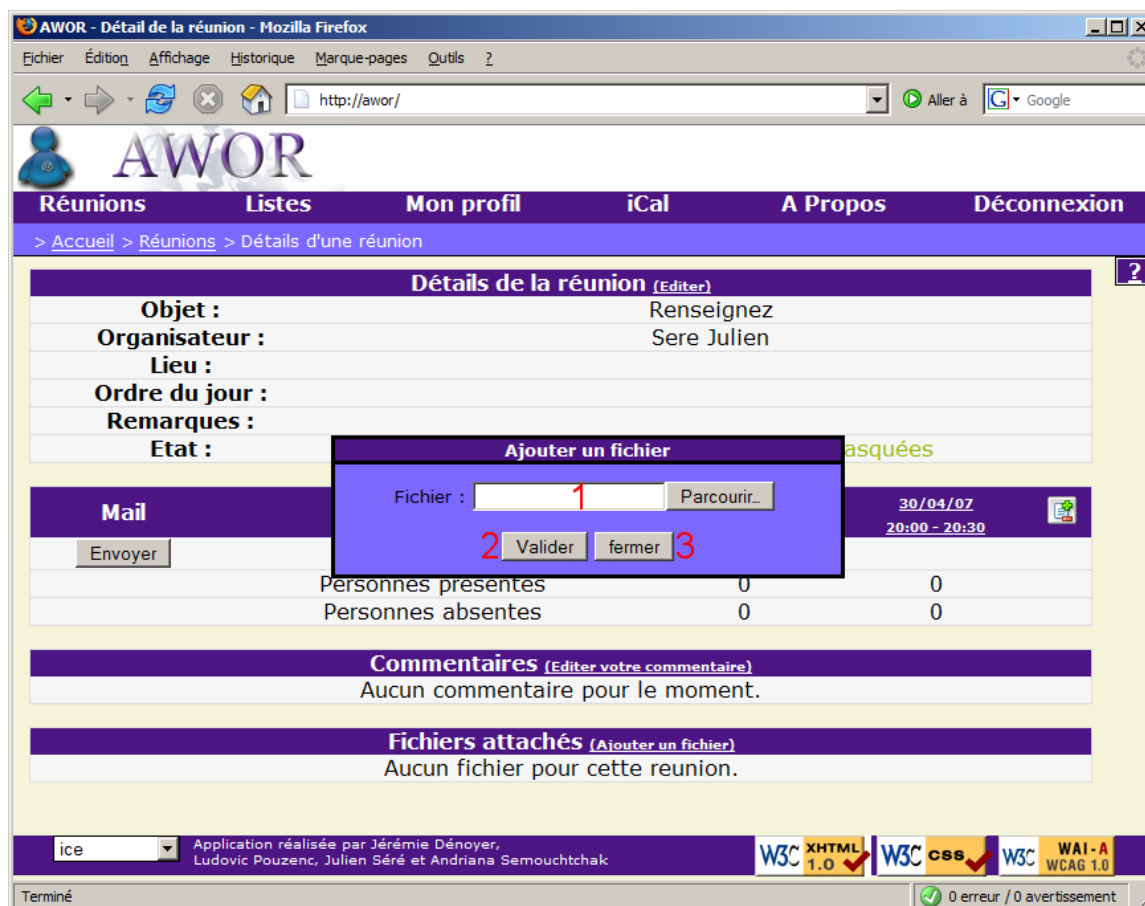 AWOR - Détail de la réunion - Mozilla Firefox
Fichier Édition Affichage Historique Marque-pages Outils ?
http://awor/ Aller à G Google
AWOR
Réunions Listes Mon profil iCal A Propos Déconnexion
> Accueil > Réunions > Détails d'une réunion
?
Détails de la réunion (Editer)
Objet : Renseignez
Organisateur : Sere Julien
Lieu :
Ordre du jour :
Remarques :
Etat : asquées
Ajouter un fichier
Fichier : 1 Parcourir...
2 Valider fermer 3
Mail 30/04/07
20:00 - 20:30
Envoyer
Personnes présentes 0 0
Personnes absentes 0 0
Commentaires (Editer votre commentaire)
Aucun commentaire pour le moment.
Fichiers attachés (Ajouter un fichier)
Aucun fichier pour cette reunion.
ice
Application réalisée par Jérémie Dénoyer,
Ludovic Pouzenc, Julien Séré et Andriana Semouchtchak
W3C XHTML 1.0 W3C css W3C WAI-A WCAG 1.0
Terminé 0 erreur / 0 avertissement